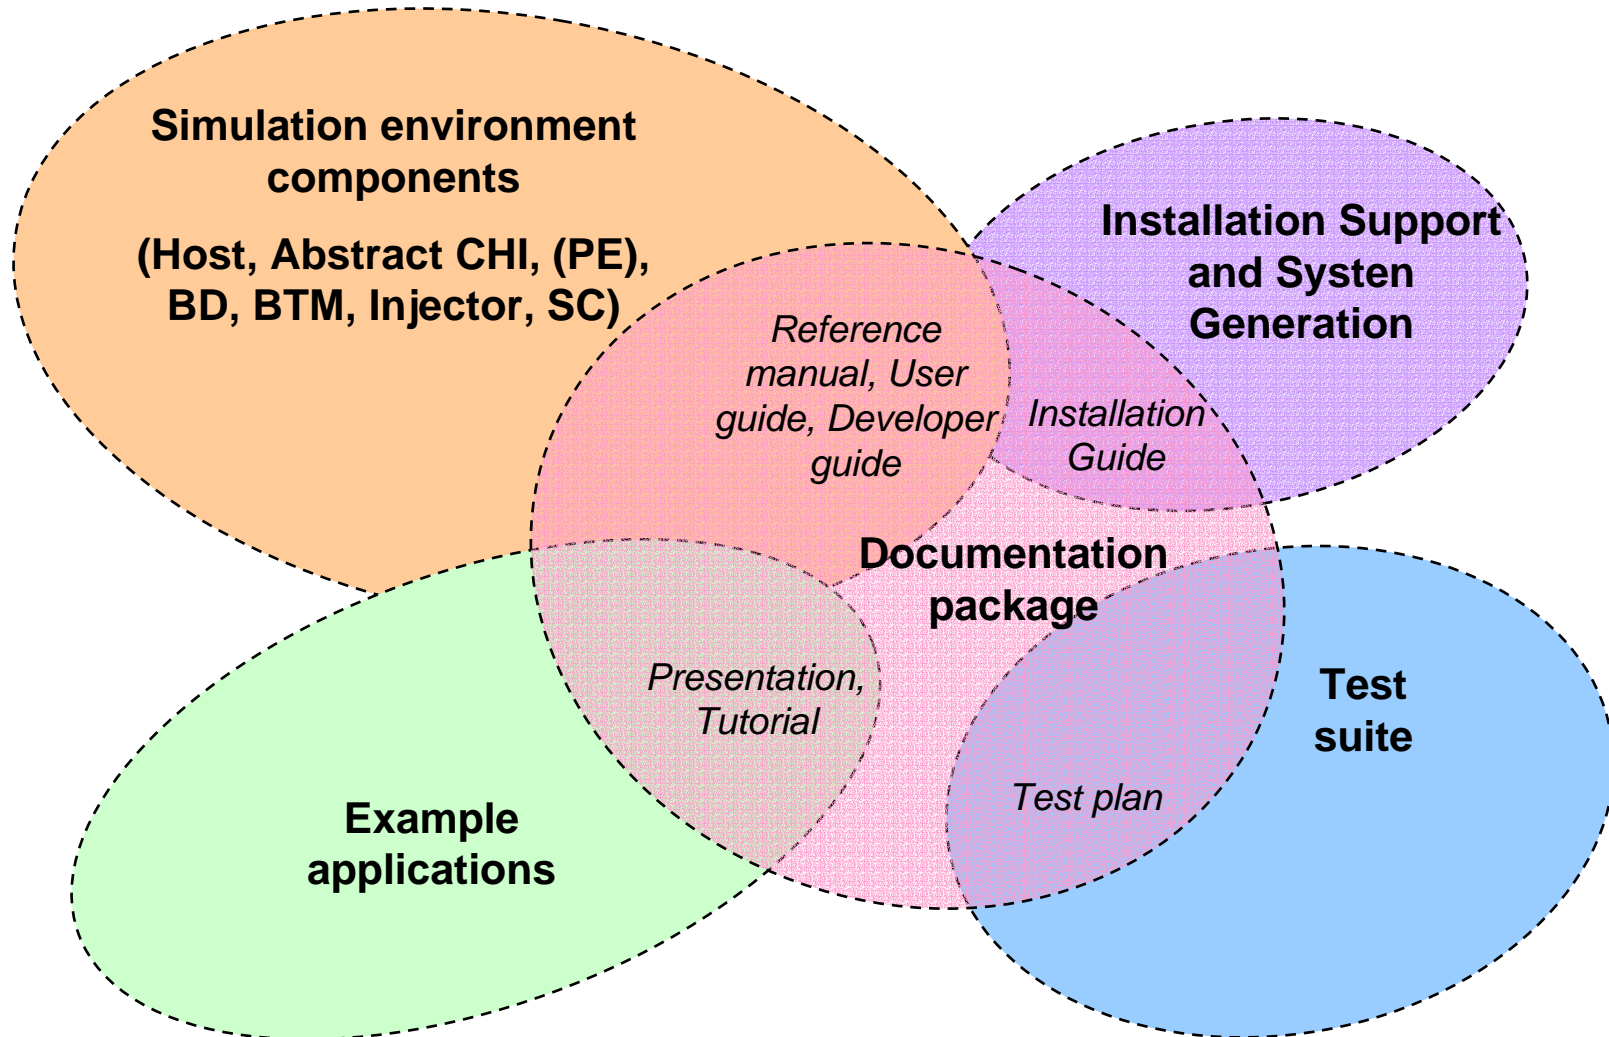 Simulation environment
components
(Host, Abstract CHI, (PE),
BD, BTM, Injector, SC)
Installation Support
and Systen
Generation
Reference
manual, User
guide, Developer
guide
Installation
Guide
Documentation
package
Presentation,
Tutorial
Test
suite
Test plan
Example
applications